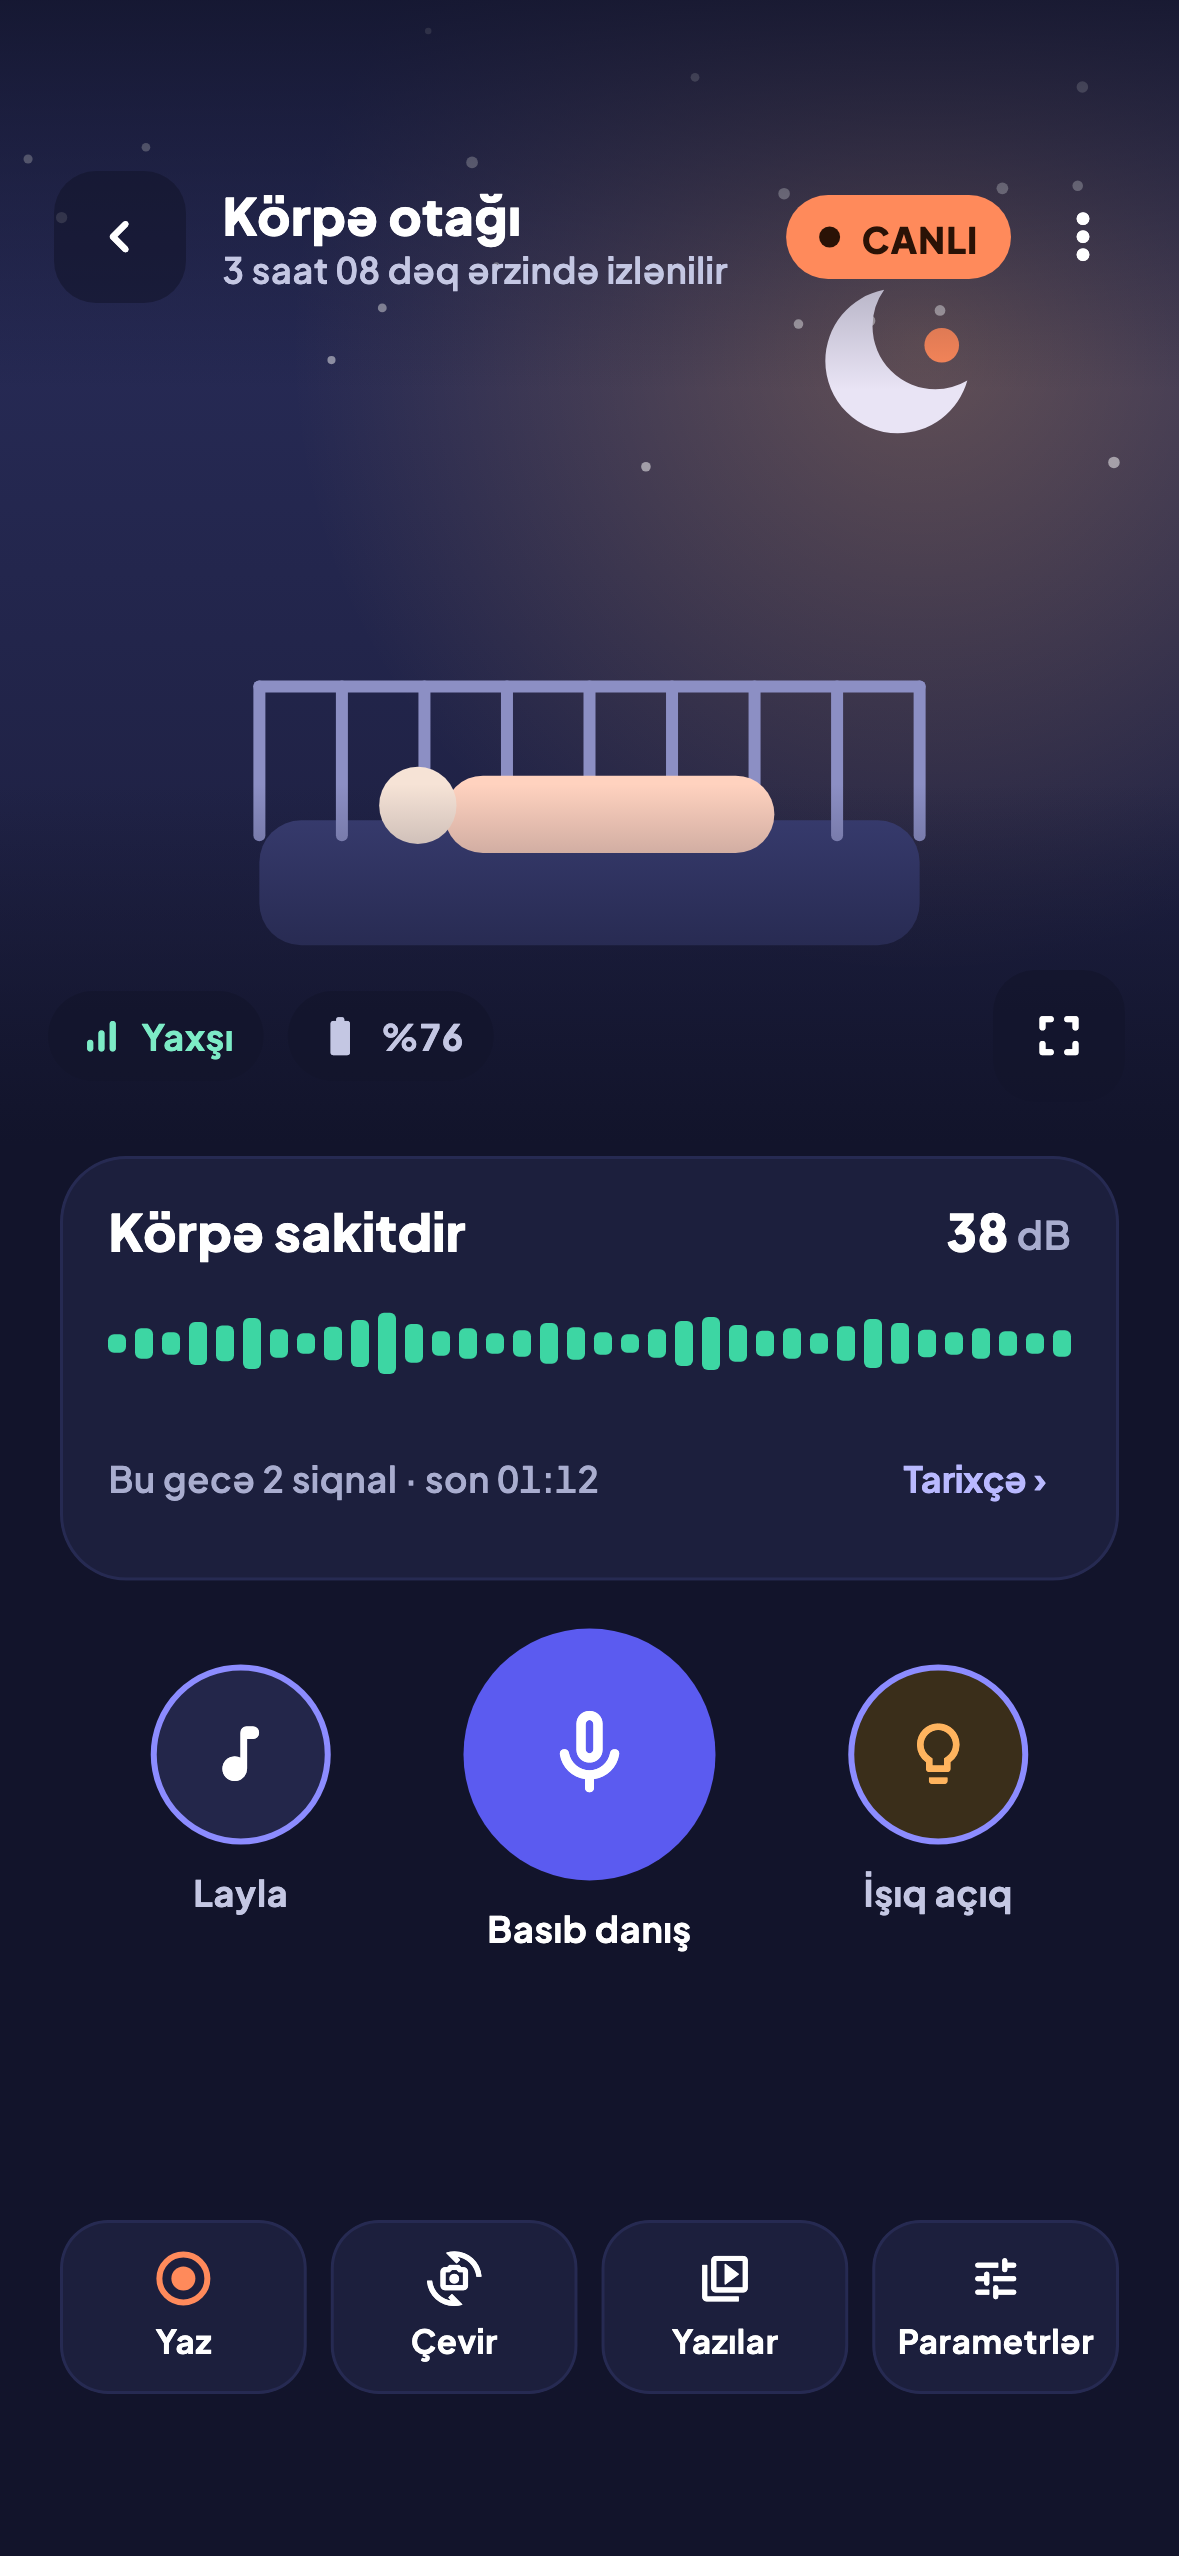 Körpə otağı
3 saat 08 dəq ərzində izlənilir
CANLI
Yaxşı
%76
Körpə sakitdir
38 dB
Bu gecə 2 siqnal · son 01:12
Tarixçə ›
Layla
Basıb danış
İşıq açıq
Yaz
Çevir
Yazılar
Parametrlər